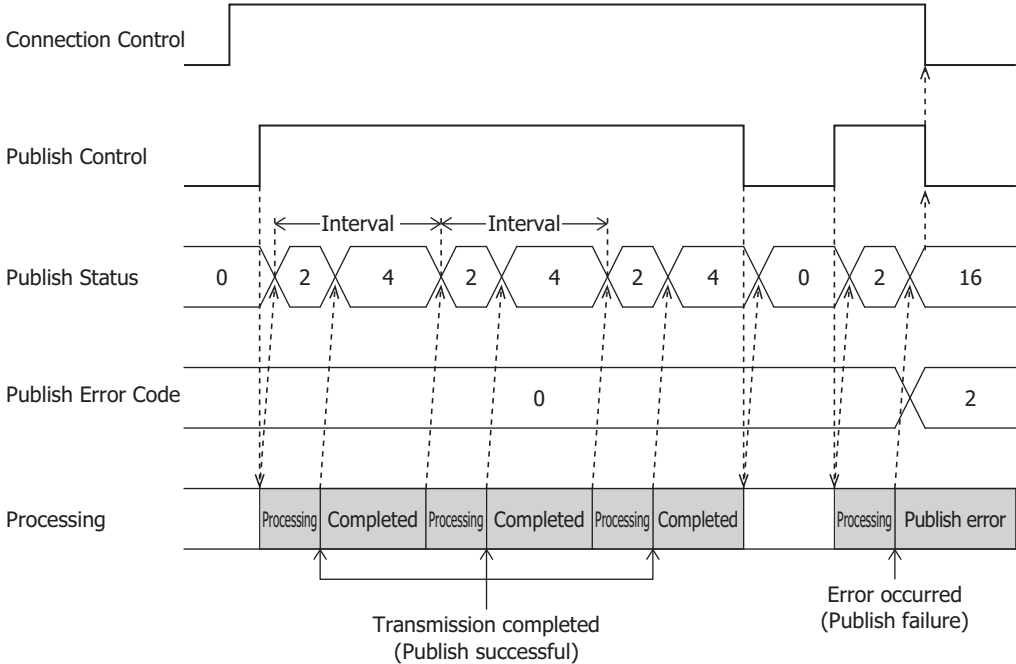 Connection Control
Publish Control
Interval Interval
Publish Status 0 2 4 2 4 2 4 0 2 16
Publish Error Code 0 2
Processing Processing Completed Processing Completed Processing Completed Processing Publish error
Transmission completed
(Publish successful)
Error occurred
(Publish failure)